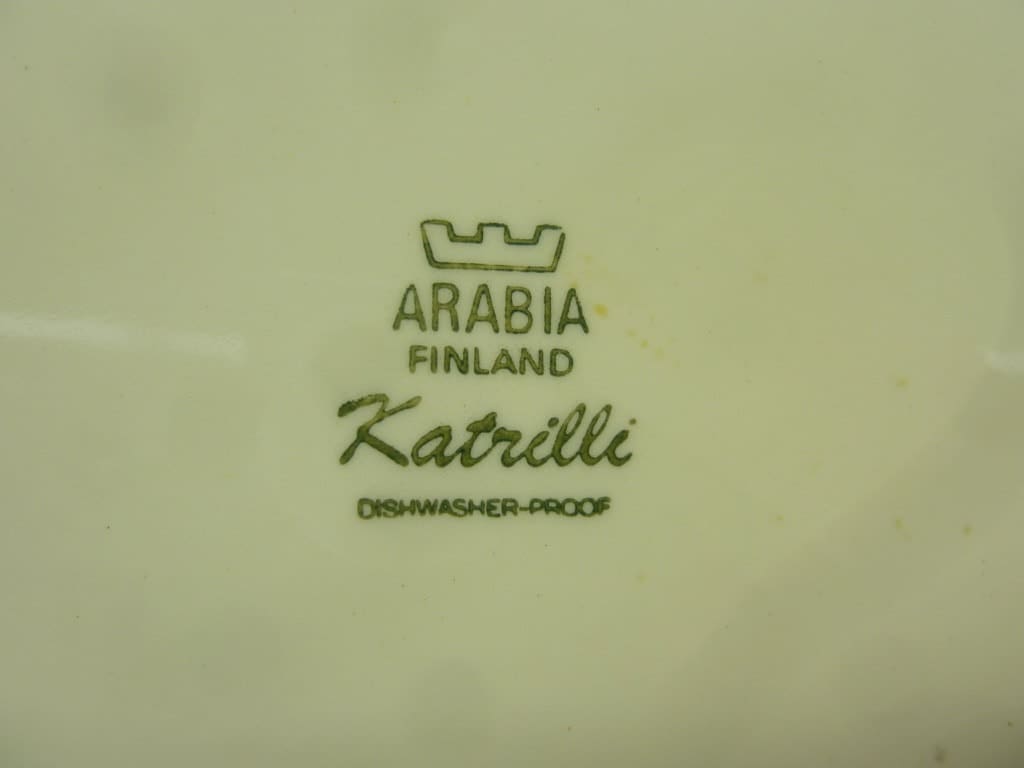 ARABIA
FINLAND
Katrilli
DISHWASHER-PROOF